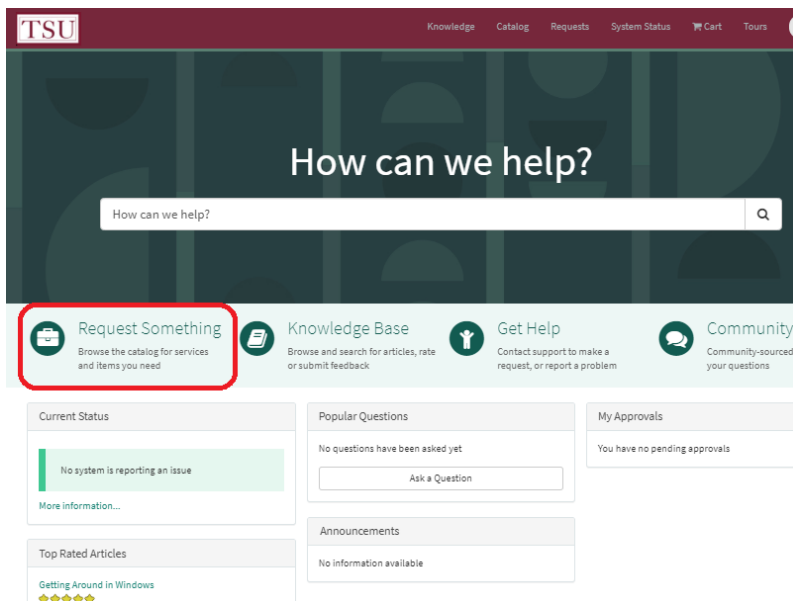 TSU
Knowledge Catalog Requests System Status Cart Tours
How can we help?
How can we help?
Request Something
Browse the catalog for services
and items you need
Knowledge Base
Browse and search for articles, rate
or submit feedback
Get Help
Contact support to make a
request, or report a problem
Community
Community-sourced
your questions
Current Status
No system is reporting an issue
More information...
Top Rated Articles
Getting Around in Windows
Popular Questions
No questions have been asked yet
Ask a Question
Announcements
No information available
My Approvals
You have no pending approvals